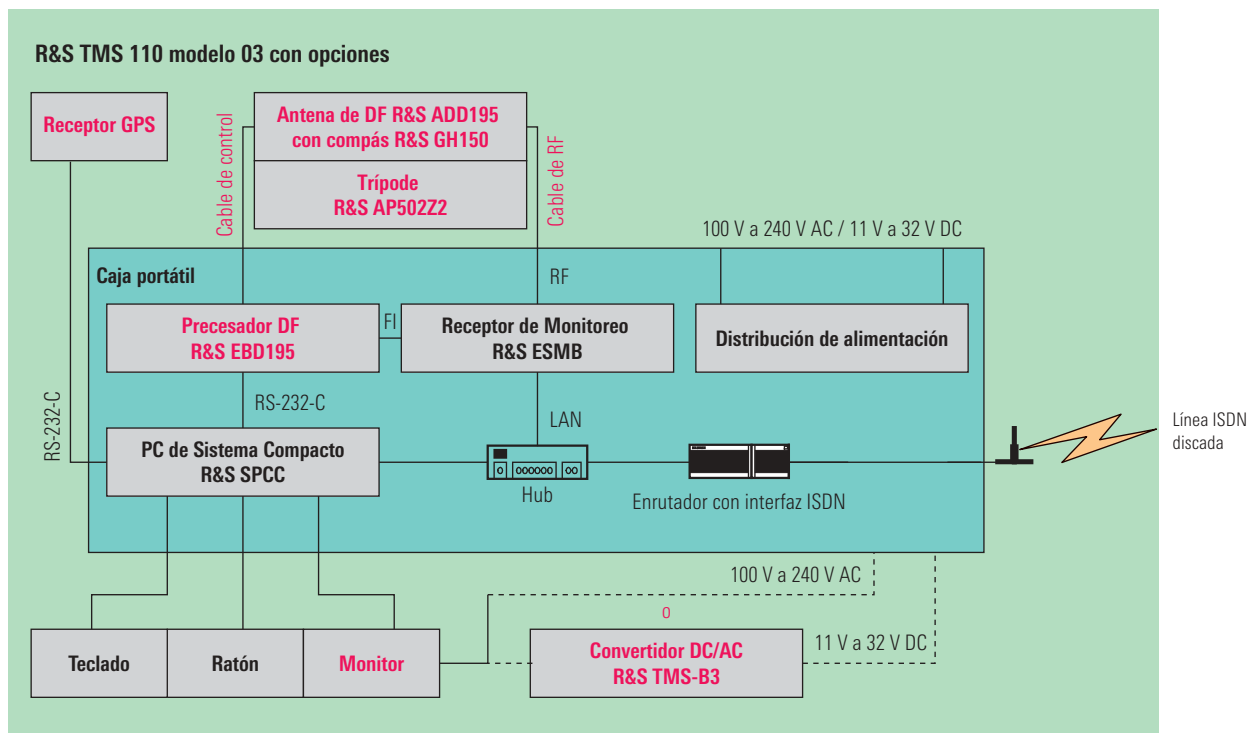 R&S TMS 110 modelo 03 con opciones
Receptor GPS
Cable de control
Antena de DF R&S ADD195
con compás R&S GH150
Trípode
R&S AP502Z2
Cable de RF
100 V a 240 V AC / 11 V a 32 V DC
Caja portátil
RF
Precesador DF
R&S EBD195
FI
Receptor de Monitoreo
R&S ESMB
Distribución de alimentación
RS-232-C
RS-232-C
LAN
PC de Sistema Compacto
R&S SPCC
Hub
Enrutador con interfaz ISDN
Línea ISDN
discada
100 V a 240 V AC
O
Teclado
Ratón
Monitor
Convertidor DC/AC
R&S TMS-B3
11 V a 32 V DC